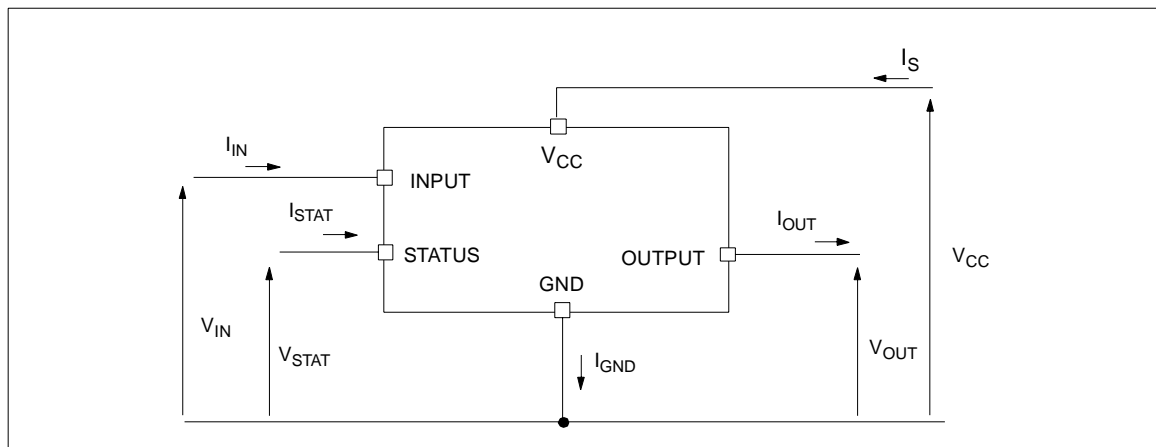 I_S
V_CC
I_IN
INPUT
I_STAT
I_OUT
STATUS
OUTPUT
V_CC
GND
V_IN
V_STAT
I_GND
V_OUT